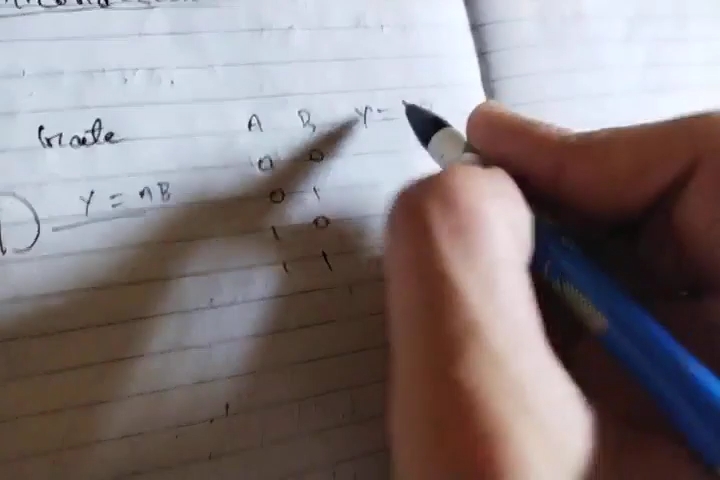 A B Y =
Gate 0 0
Y = AB 0 1
1 0
1 1